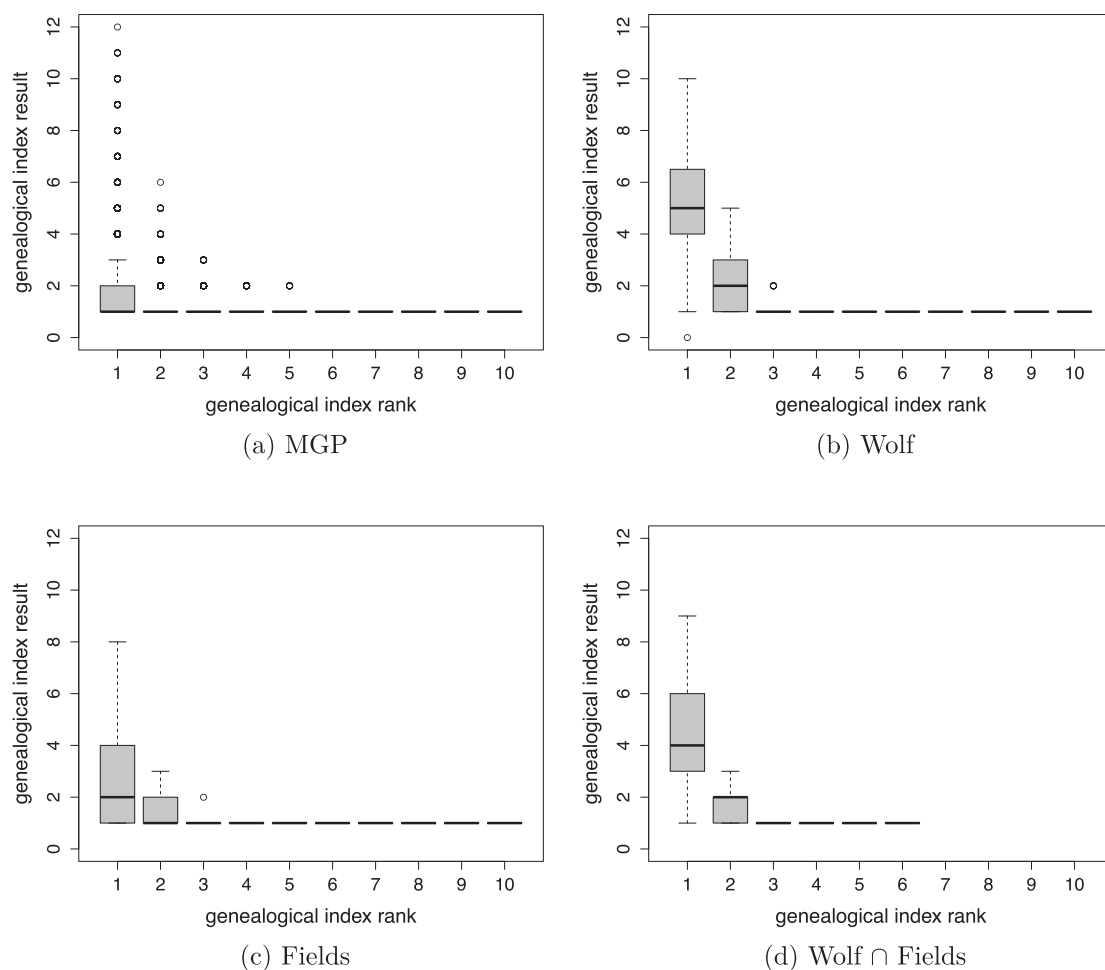 12
10
8
6
4
2
0
genealogical index result
1 2 3 4 5 6 7 8 9 10
genealogical index rank
(a) MGP
12
10
8
6
4
2
0
genealogical index result
1 2 3 4 5 6 7 8 9 10
genealogical index rank
(b) Wolf
12
10
8
6
4
2
0
genealogical index result
1 2 3 4 5 6 7 8 9 10
genealogical index rank
(c) Fields
12
10
8
6
4
2
0
genealogical index result
1 2 3 4 5 6 7 8 9 10
genealogical index rank
(d) Wolf ∩ Fields